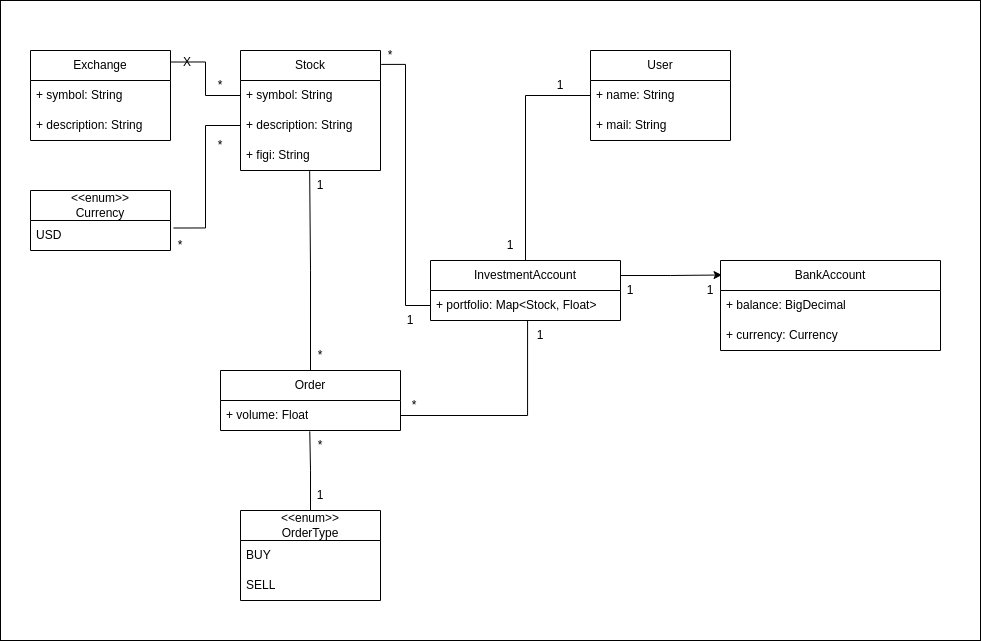 Exchange
+ symbol: String
+ description: String
X
*
Stock
+ symbol: String
+ description: String
+ figi: String
*
*
*
1
User
+ name: String
+ mail: String
1
1
<<enum>>
Currency
USD
InvestmentAccount
+ portfolio: Map<Stock, Float>
1
1
1
1
BankAccount
+ balance: BigDecimal
+ currency: Currency
*
Order
+ volume: Float
*
*
1
<<enum>>
OrderType
BUY
SELL